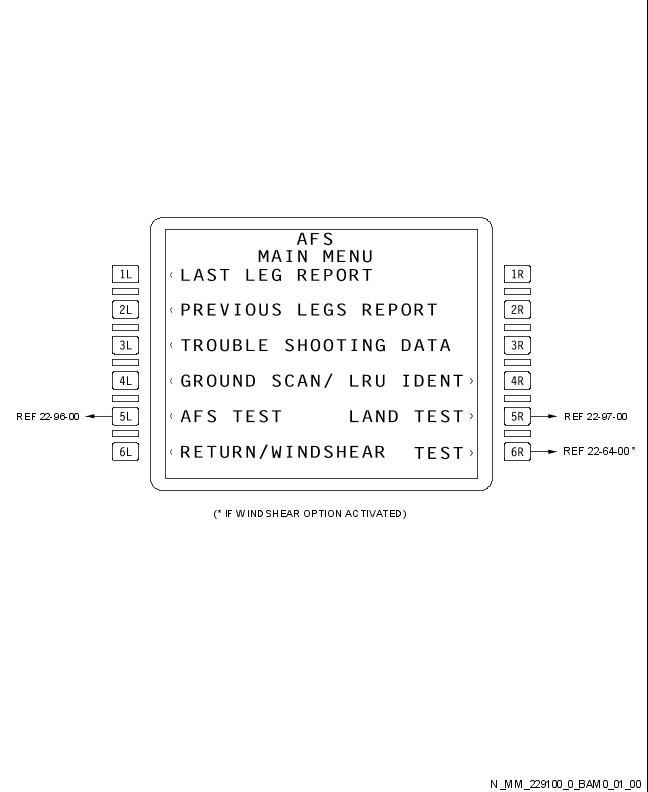 AFS
MAIN MENU
1L ‹ LAST LEG REPORT 1R
2L ‹ PREVIOUS LEGS REPORT 2R
3L ‹ TROUBLE SHOOTING DATA 3R
4L ‹ GROUND SCAN/ LRU IDENT › 4R
REF 22-96-00 5L ‹ AFS TEST LAND TEST › 5R REF 22-97-00
6L ‹ RETURN/WINDSHEAR TEST › 6R REF 22-64-00*
(* IF WINDSHEAR OPTION ACTIVATED)
N_MM_229100_0_BAM0_01_00